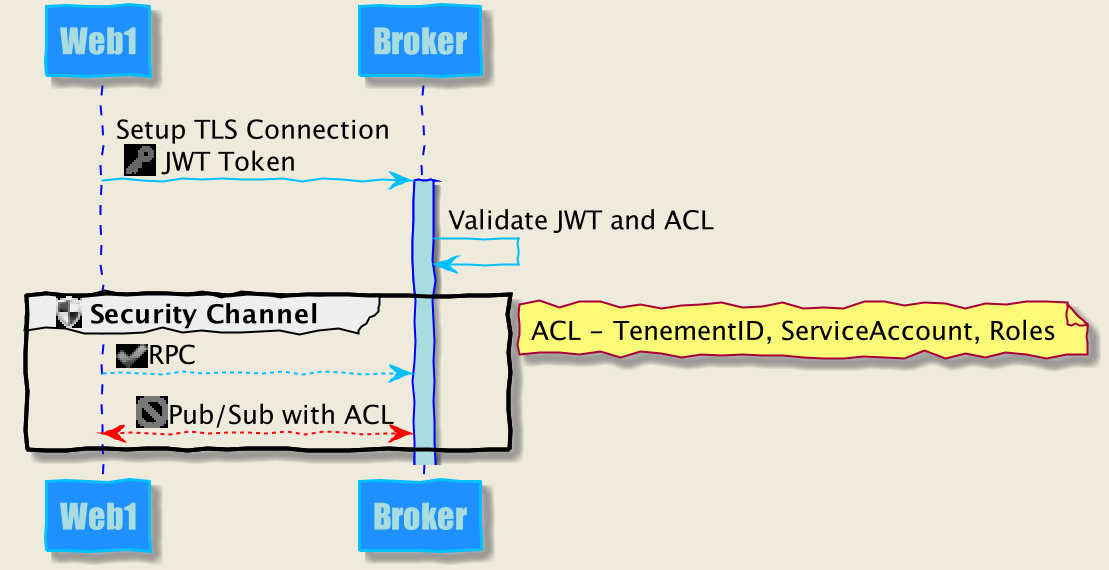 Web1
Broker
Setup TLS Connection
JWT Token
Validate JWT and ACL
Security Channel
ACL - TenementID, ServiceAccount, Roles
RPC
Pub/Sub with ACL
Web1
Broker